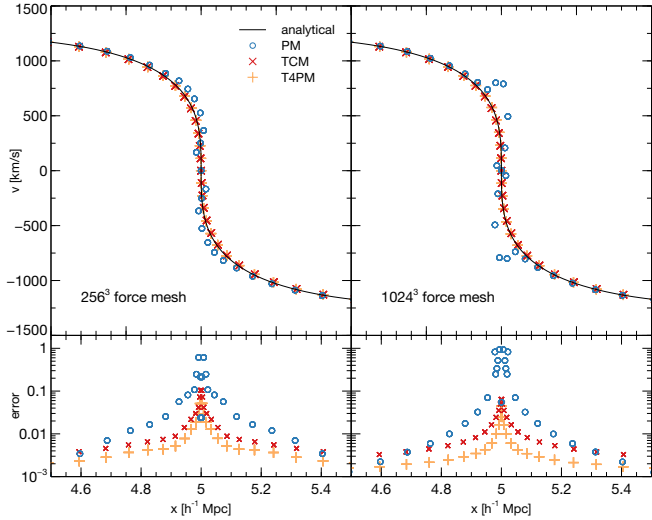 1500
1000
500
0
−500
−1000
−1500
v [km/s]
analytical
PM
TCM
T4PM
256³ force mesh
1024³ force mesh
1
0.1
0.01
10⁻³
error
4.6 4.8 5 5.2 5.4
4.6 4.8 5 5.2 5.4
x [h⁻¹ Mpc]
x [h⁻¹ Mpc]